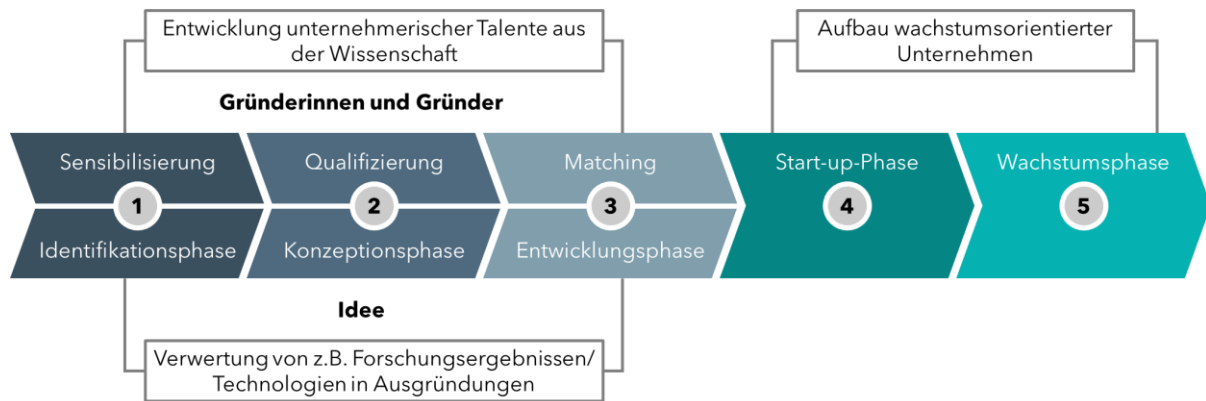 Entwicklung unternehmerischer Talente aus
der Wissenschaft
Aufbau wachstumsorientierter
Unternehmen
Gründerinnen und Gründer
Sensibilisierung
Qualifizierung
Matching
Start-up-Phase
Wachstumsphase
1
2
3
4
5
Identifikationsphase
Konzeptionsphase
Entwicklungsphase
Idee
Verwertung von z.B. Forschungsergebnissen/
Technologien in Ausgründungen